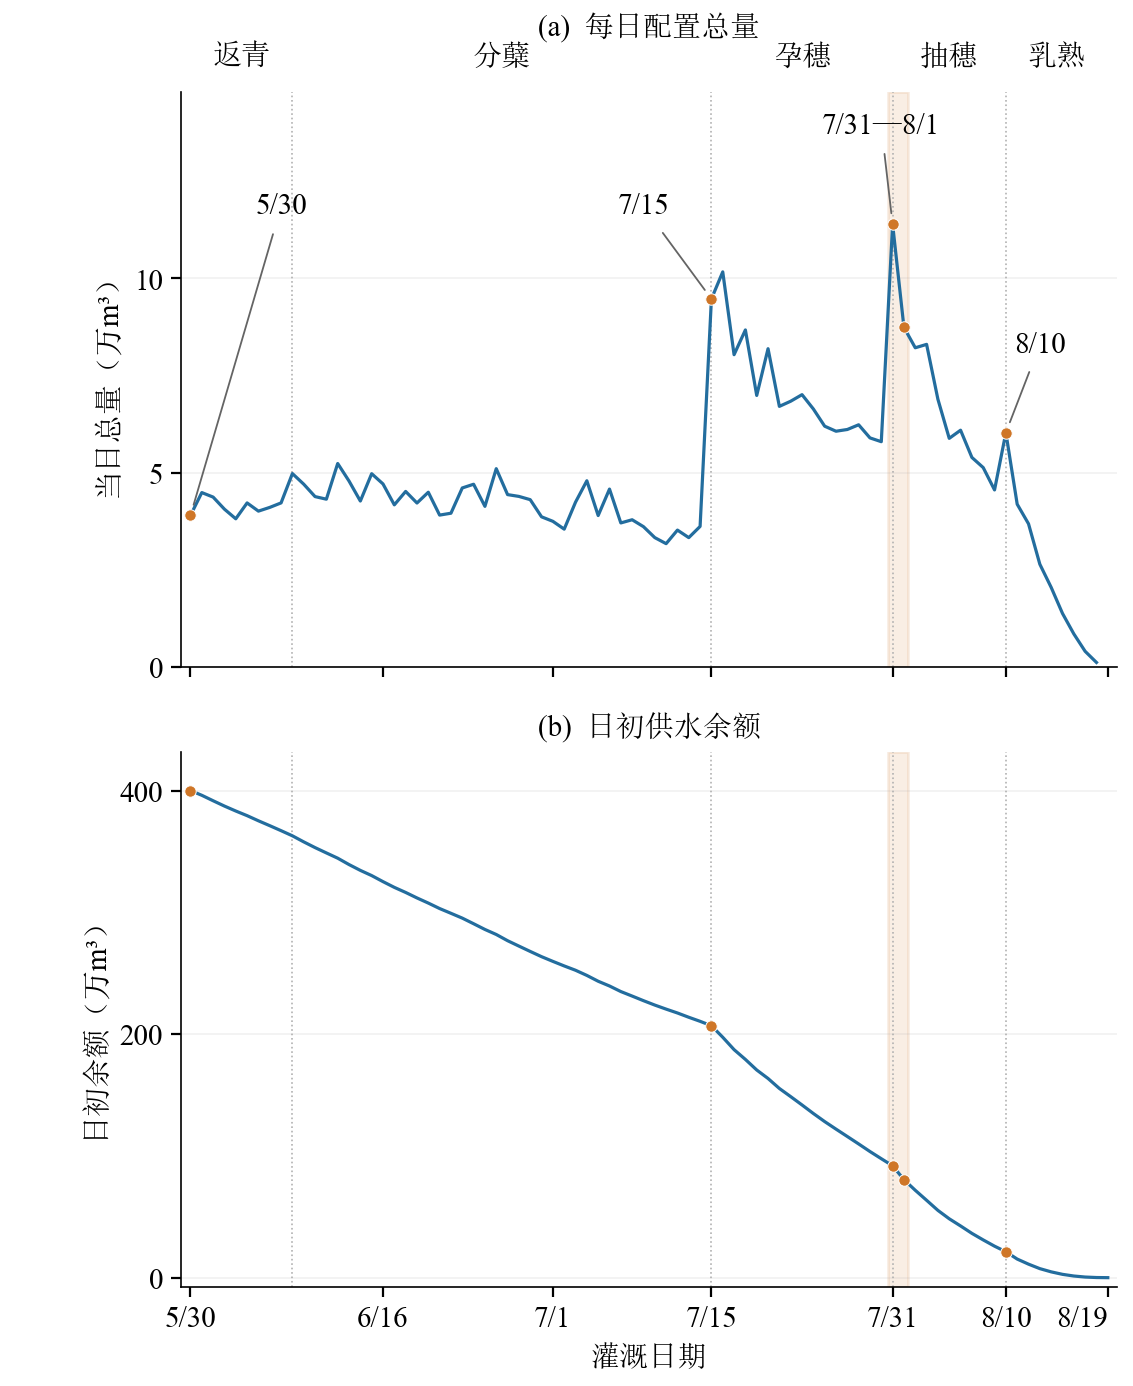 (a) 每日配置总量
返青 分蘖 孕穗 抽穗 乳熟
7/31—8/1
5/30
7/15
8/10
当日总量（万m³）
10
5
0
(b) 日初供水余额
日初余额（万m³）
400
200
0
5/30 6/16 7/1 7/15 7/31 8/10 8/19
灌溉日期